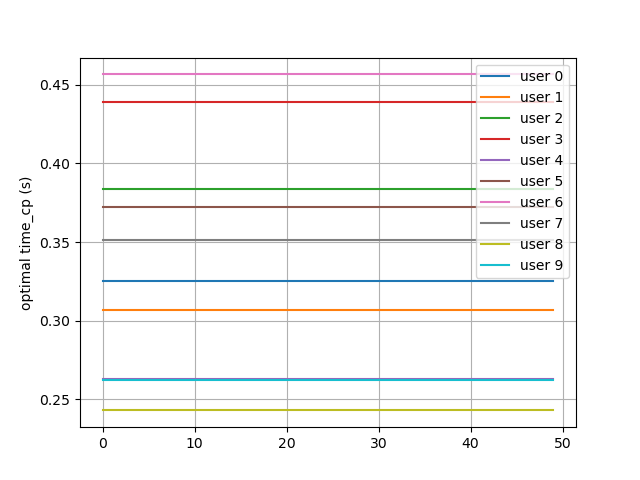 optimal time_cp (s)
0.45
0.40
0.35
0.30
0.25
0 10 20 30 40 50
user 0
user 1
user 2
user 3
user 4
user 5
user 6
user 7
user 8
user 9